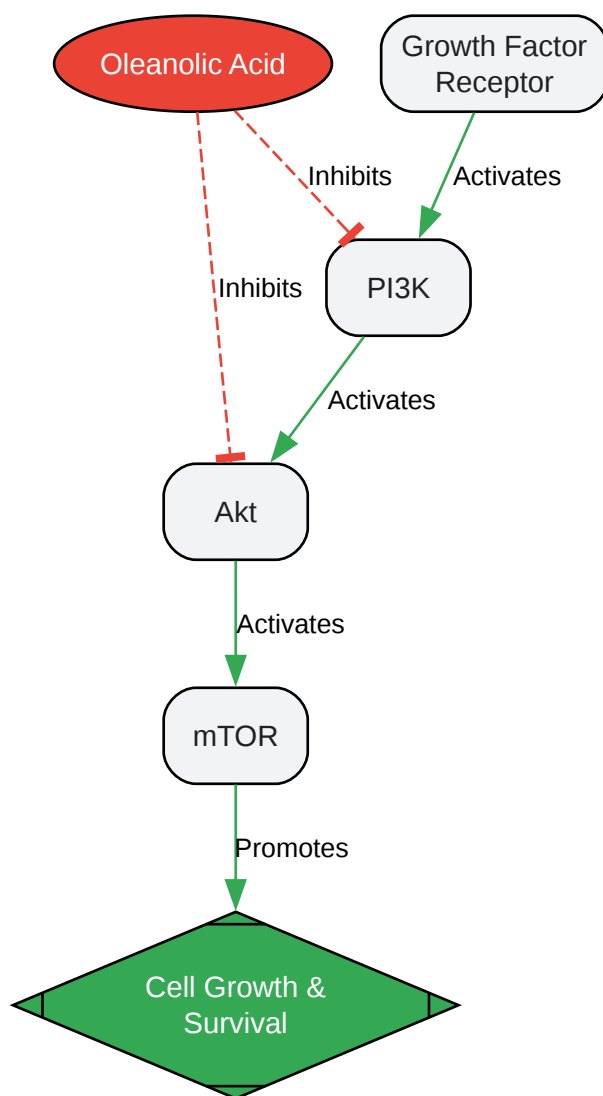 Oleanolic Acid
Growth Factor
Receptor
Inhibits
Activates
PI3K
Inhibits
Activates
Akt
Activates
mTOR
Promotes
Cell Growth &
Survival